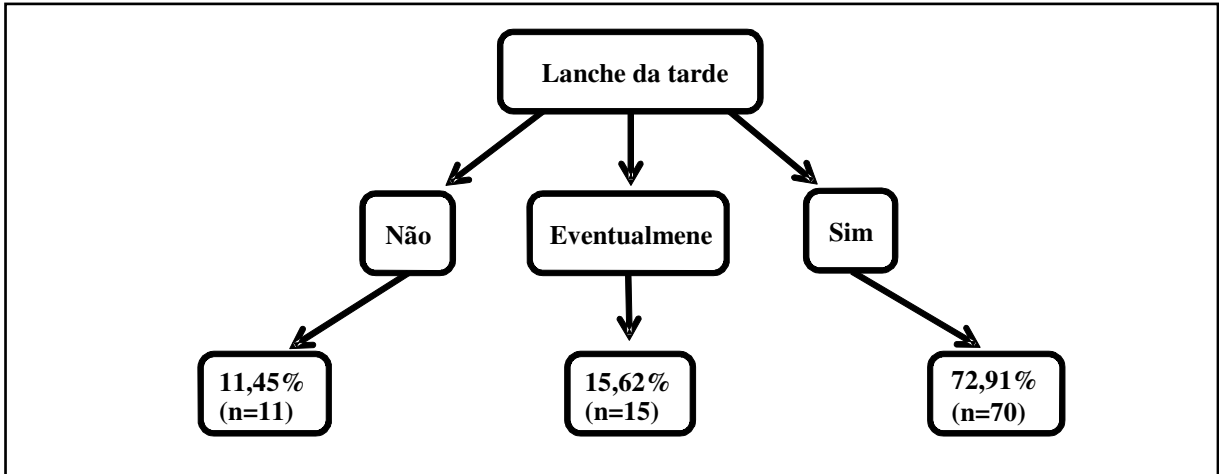 Lanche da tarde
Não
Eventualmene
Sim
11,45%
(n=11)
15,62%
(n=15)
72,91%
(n=70)